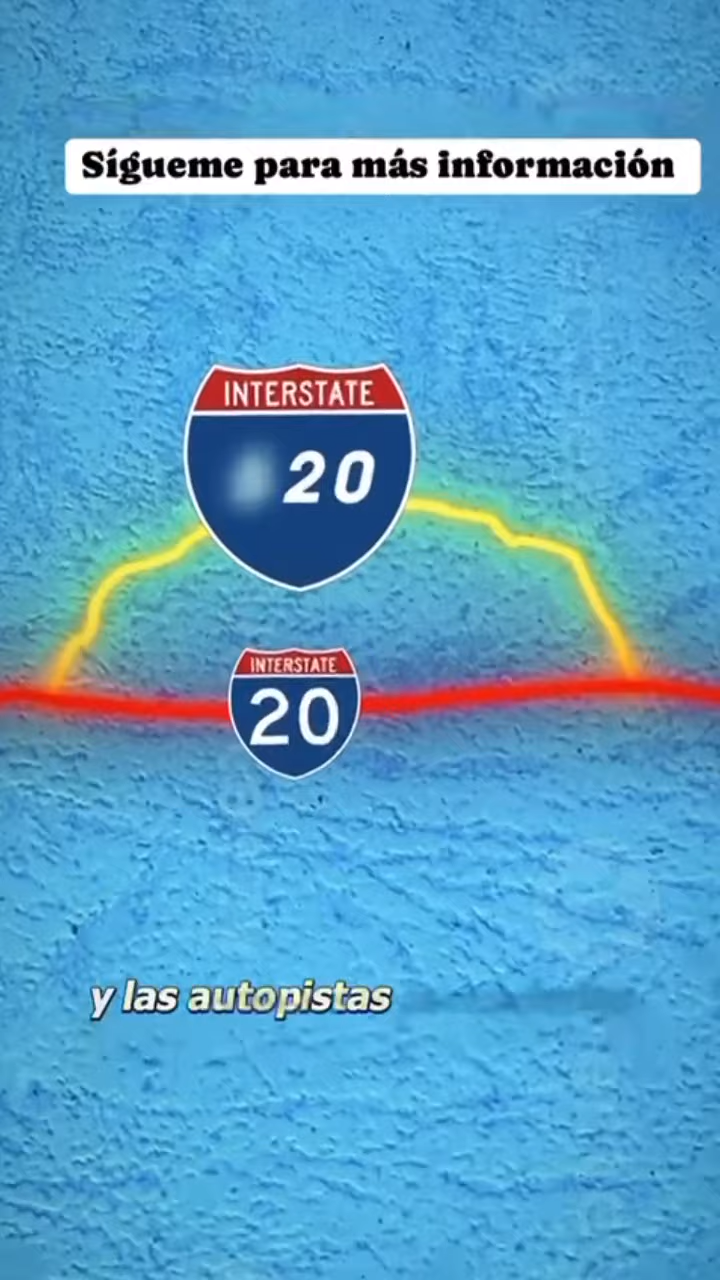 Sígueme para más información
INTERSTATE
20
INTERSTATE
20
y las autopistas